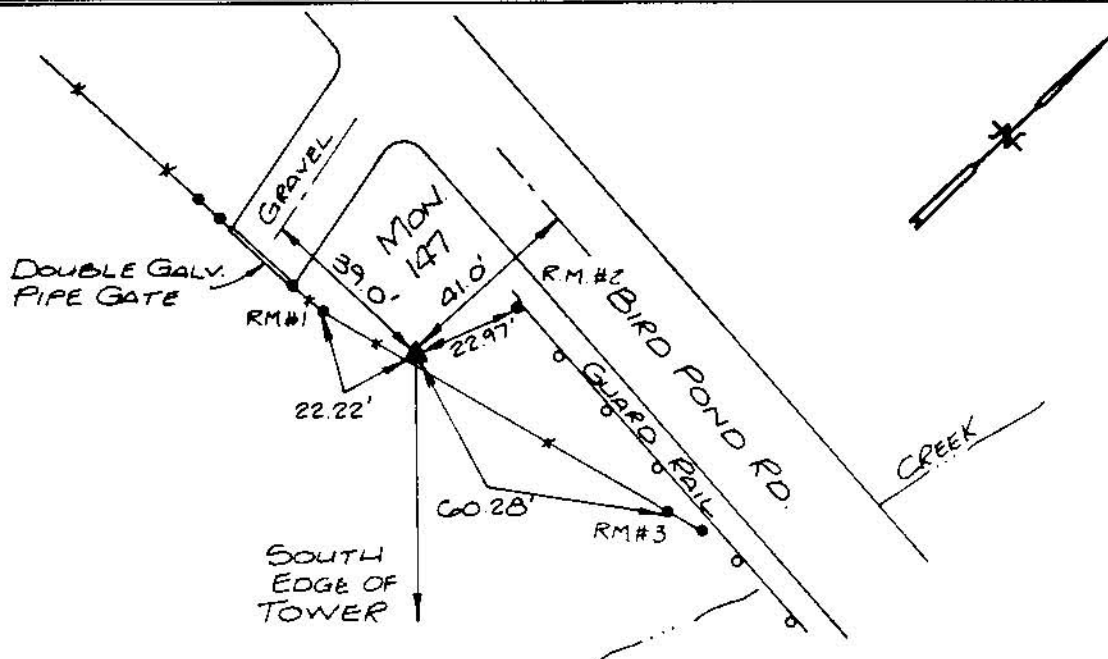 GRAVEL
MON.
147
39.0-
41.0'
DOUBLE GALV.
PIPE GATE
RM#1
R.M.#2
BIRD POND RD.
22.97'
22.22'
GUARD RAIL
CREEK
60.28'
RM#3
SOUTH
EDGE OF
TOWER
N